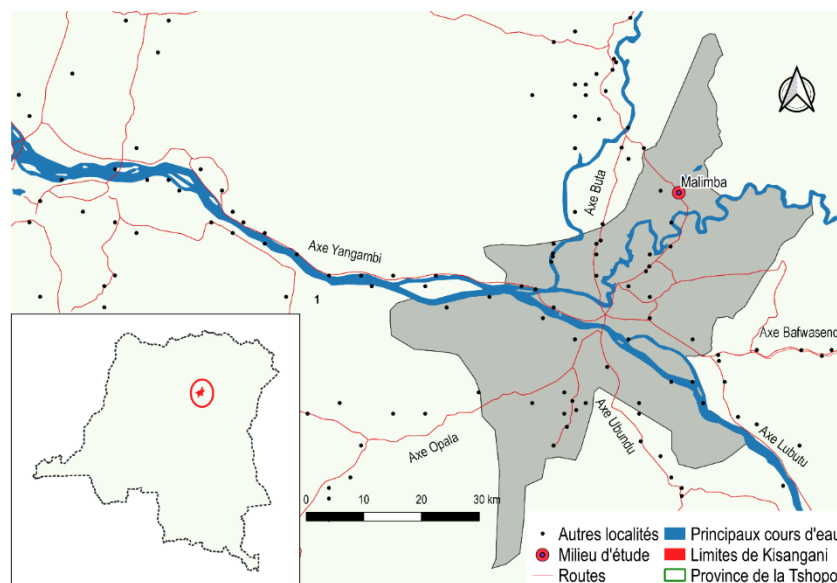 Malimba
Axe Buta
Axe Yangambi
1
Axe Bafwasend
Axe Opala
Axe Ubundu
Axe Lubutu
0 10 20 30 km
Autres localités
Principaux cours d'eau
Milieu d'étude
Limites de Kisangani
Routes
Province de la Tshopo